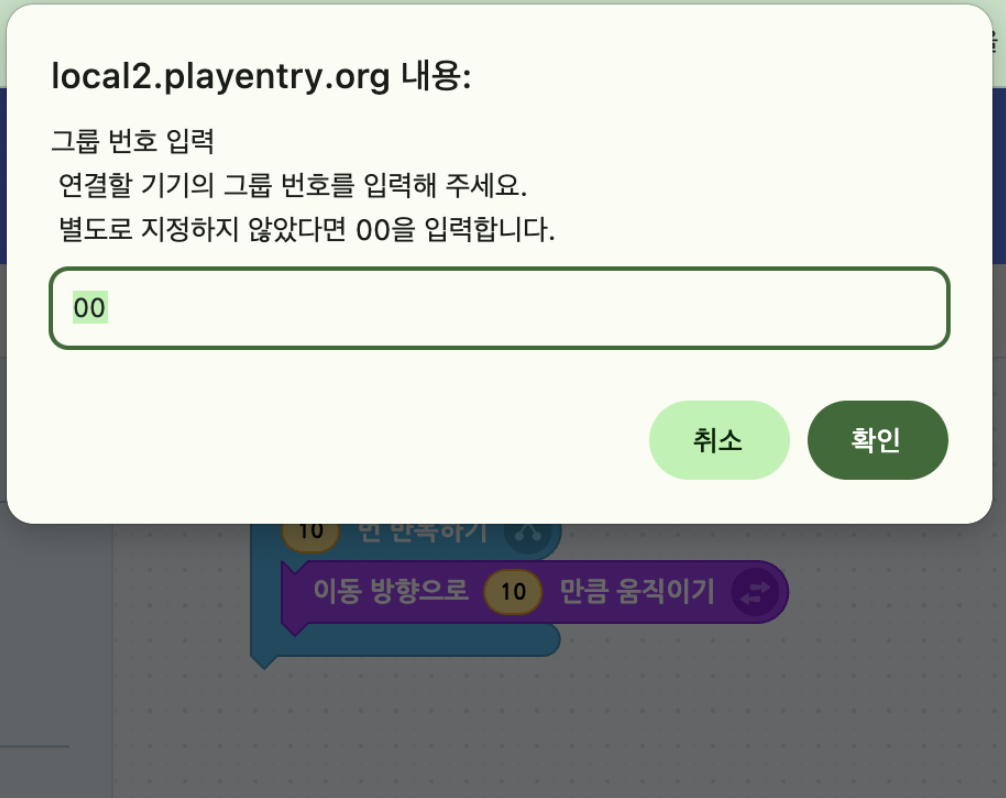 local2.playentry.org 내용:
그룹 번호 입력
연결할 기기의 그룹 번호를 입력해 주세요.
별도로 지정하지 않았다면 00을 입력합니다.
00
취소
확인
10 번 반복하기
이동 방향으로 10 만큼 움직이기